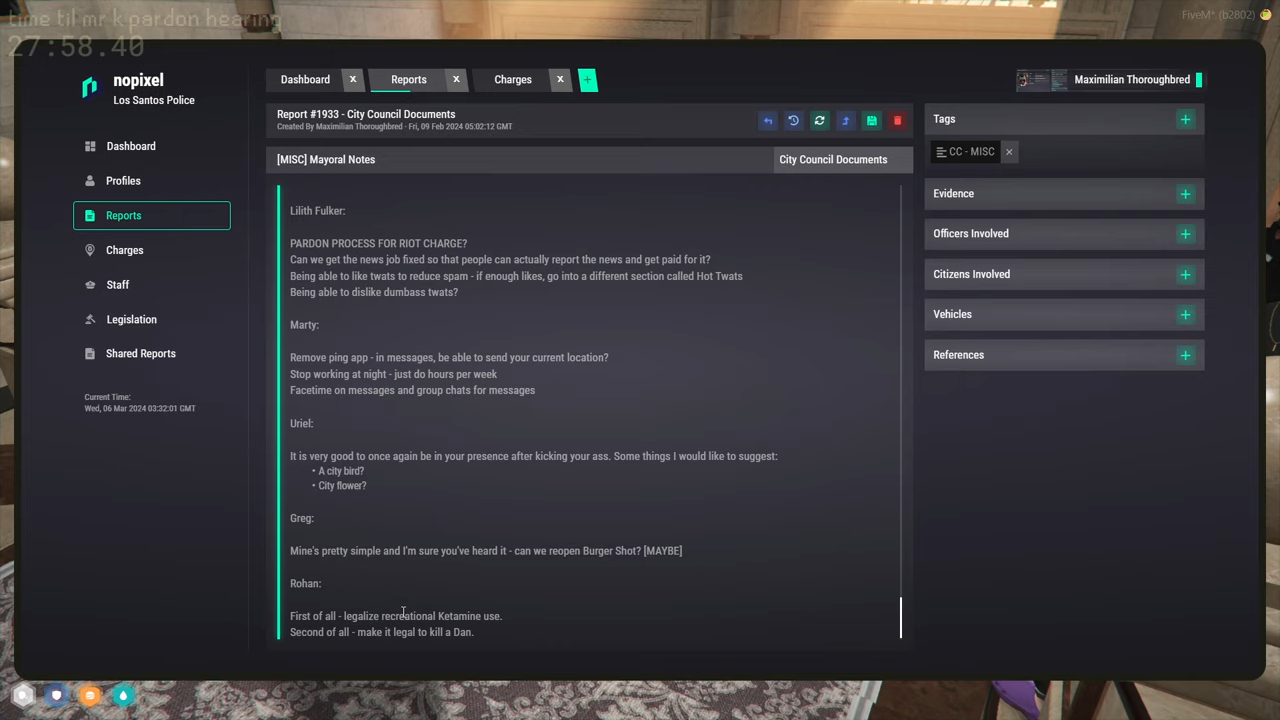 time til mr k pardon hearing
27:58.40
FiveM* (b2802)
nopixel
Los Santos Police
Dashboard
Profiles
Reports
Charges
Staff
Legislation
Shared Reports
Current Time:
Wed, 06 Mar 2024 03:32:01 GMT
Dashboard x Reports x Charges x +
Maximilian Thoroughbred
Report #1933 - City Council Documents
Created By Maximilian Thoroughbred · Fri, 09 Feb 2024 05:02:12 GMT
[MISC] Mayoral Notes
City Council Documents
Lilith Fulker:
PARDON PROCESS FOR RIOT CHARGE?
Can we get the news job fixed so that people can actually report the news and get paid for it?
Being able to like twats to reduce spam - if enough likes, go into a different section called Hot Twats
Being able to dislike dumbass twats?
Marty:
Remove ping app - in messages, be able to send your current location?
Stop working at night - just do hours per week
Facetime on messages and group chats for messages
Uriel:
It is very good to once again be in your presence after kicking your ass. Some things I would like to suggest:
• A city bird?
• City flower?
Greg:
Mine's pretty simple and I'm sure you've heard it - can we reopen Burger Shot? [MAYBE]
Rohan:
First of all - legalize recreational Ketamine use.
Second of all - make it legal to kill a Dan.
Tags +
CC - MISC x
Evidence +
Officers Involved +
Citizens Involved +
Vehicles +
References +